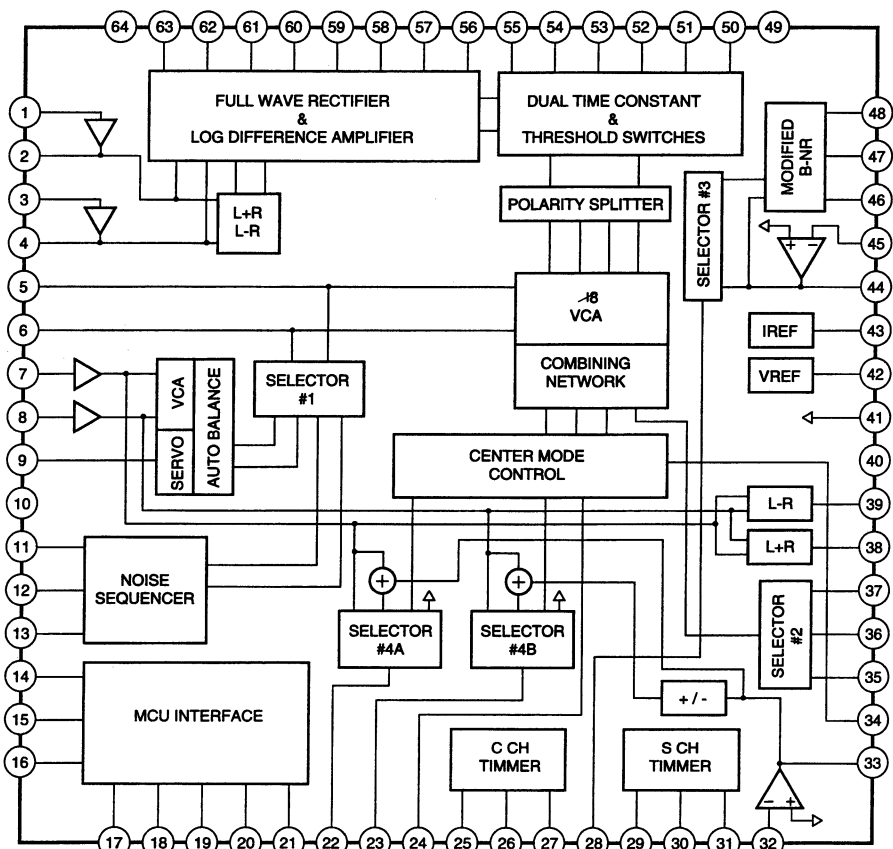 64 63 62 61 60 59 58 57 56 55 54 53 52 51 50 49
FULL WAVE RECTIFIER
&
LOG DIFFERENCE AMPLIFIER
DUAL TIME CONSTANT
&
THRESHOLD SWITCHES
1
2
3
4
5
6
7
8
9
10
11
12
13
14
15
16
48
47
46
45
44
43
42
41
40
39
38
37
36
35
34
33
MODIFIED
B-NR
SELECTOR #3
POLARITY SPLITTER
L+R
L-R
+ −
18
VCA
COMBINING
NETWORK
IREF
VREF
VCA
SERVO
AUTO BALANCE
SELECTOR
#1
CENTER MODE
CONTROL
L-R
L+R
NOISE
SEQUENCER
+
+
SELECTOR
#4A
SELECTOR
#4B
SELECTOR
#2
MCU INTERFACE
+ / -
C CH
TIMMER
S CH
TIMMER
− +
17 18 19 20 21 22 23 24 25 26 27 28 29 30 31 32